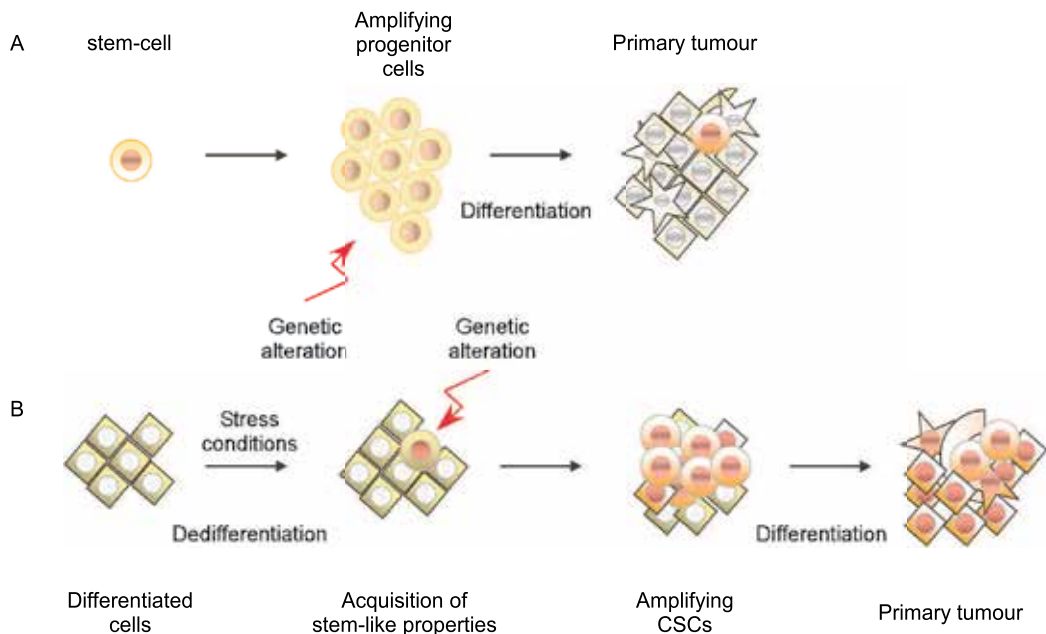 A
stem-cell
Amplifying
progenitor
cells
Primary tumour
Differentiation
Genetic
alteration
Genetic
alteration
B
Stress
conditions
Dedifferentiation
Differentiation
Differentiated
cells
Acquisition of
stem-like properties
Amplifying
CSCs
Primary tumour